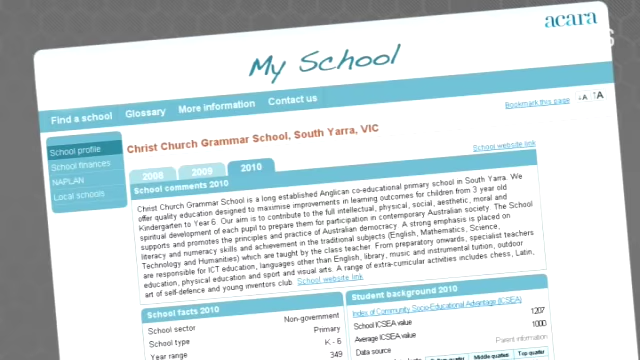 acara
My School
Find a school Glossary More information Contact us
Bookmark this page A A
School profile
School finances
NAPLAN
Local schools
Christ Church Grammar School, South Yarra, VIC
School website link
2008 2009 2010
School comments 2010
Christ Church Grammar School is a long established Anglican co-educational primary school in South Yarra. We
offer quality education designed to maximise improvements in learning outcomes for children from 3 year old
Kindergarten to Year 6. Our aim is to contribute to the full intellectual, physical, social, aesthetic, moral and
spiritual development of each pupil to prepare them for participation in contemporary Australian society. The School
supports and promotes the principles and practice of Australian democracy. A strong emphasis is placed on
literacy and numeracy skills and achievement in the traditional subjects (English, Mathematics, Science,
Technology and Humanities) which are taught by the class teacher. From preparatory onwards, specialist teachers
are responsible for ICT education, languages other than English, library, music and instrumental tuition, outdoor
education, physical education and sport and visual arts. A range of extra-curricular activities includes chess, Latin,
art of self-defence and young inventors club. School website link
School facts 2010
School sector Non-government
School type Primary
Year range K - 6
349
Student background 2010
Index of Community Socio-Educational Advantage (ICSEA)
School ICSEA value 1207
Average ICSEA value 1000
Data source Parent information
Bottom quarter Middle quarters Top quarter